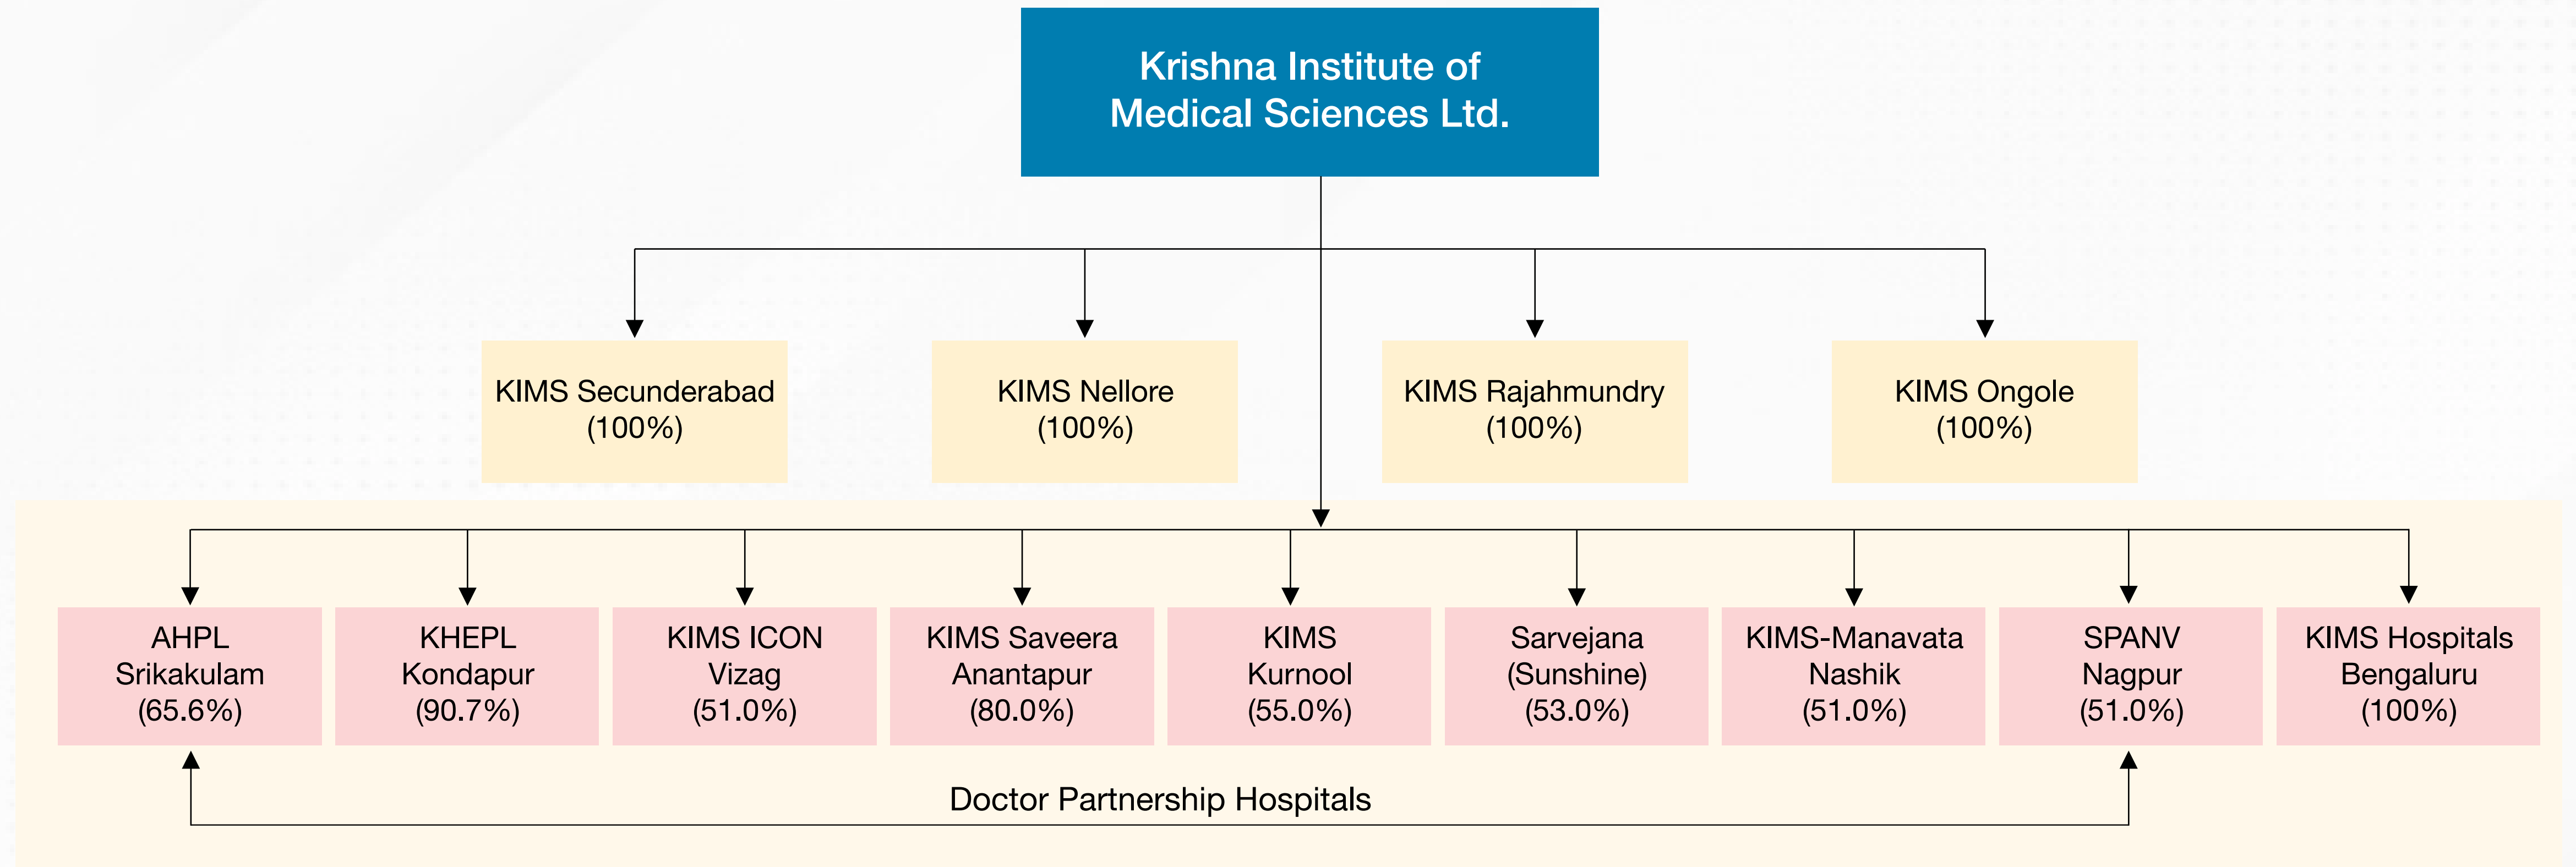 Krishna Institute of
Medical Sciences Ltd.
KIMS Secunderabad
(100%)
KIMS Nellore
(100%)
KIMS Rajahmundry
(100%)
KIMS Ongole
(100%)
AHPL
Srikakulam
(65.6%)
KHEPL
Kondapur
(90.7%)
KIMS ICON
Vizag
(51.0%)
KIMS Saveera
Anantapur
(80.0%)
KIMS
Kurnool
(55.0%)
Sarvejana
(Sunshine)
(53.0%)
KIMS-Manavata
Nashik
(51.0%)
SPANV
Nagpur
(51.0%)
KIMS Hospitals
Bengaluru
(100%)
Doctor Partnership Hospitals